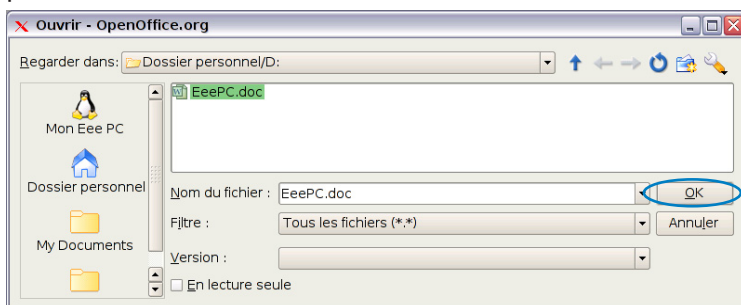 Ouvrir - OpenOffice.org
Regarder dans: Dossier personnel/D:
EeePC.doc
Mon Eee PC
Dossier personnel
My Documents
Nom du fichier : EeePC.doc OK
Filtre : Tous les fichiers (*.*) Annuler
Version :
En lecture seule